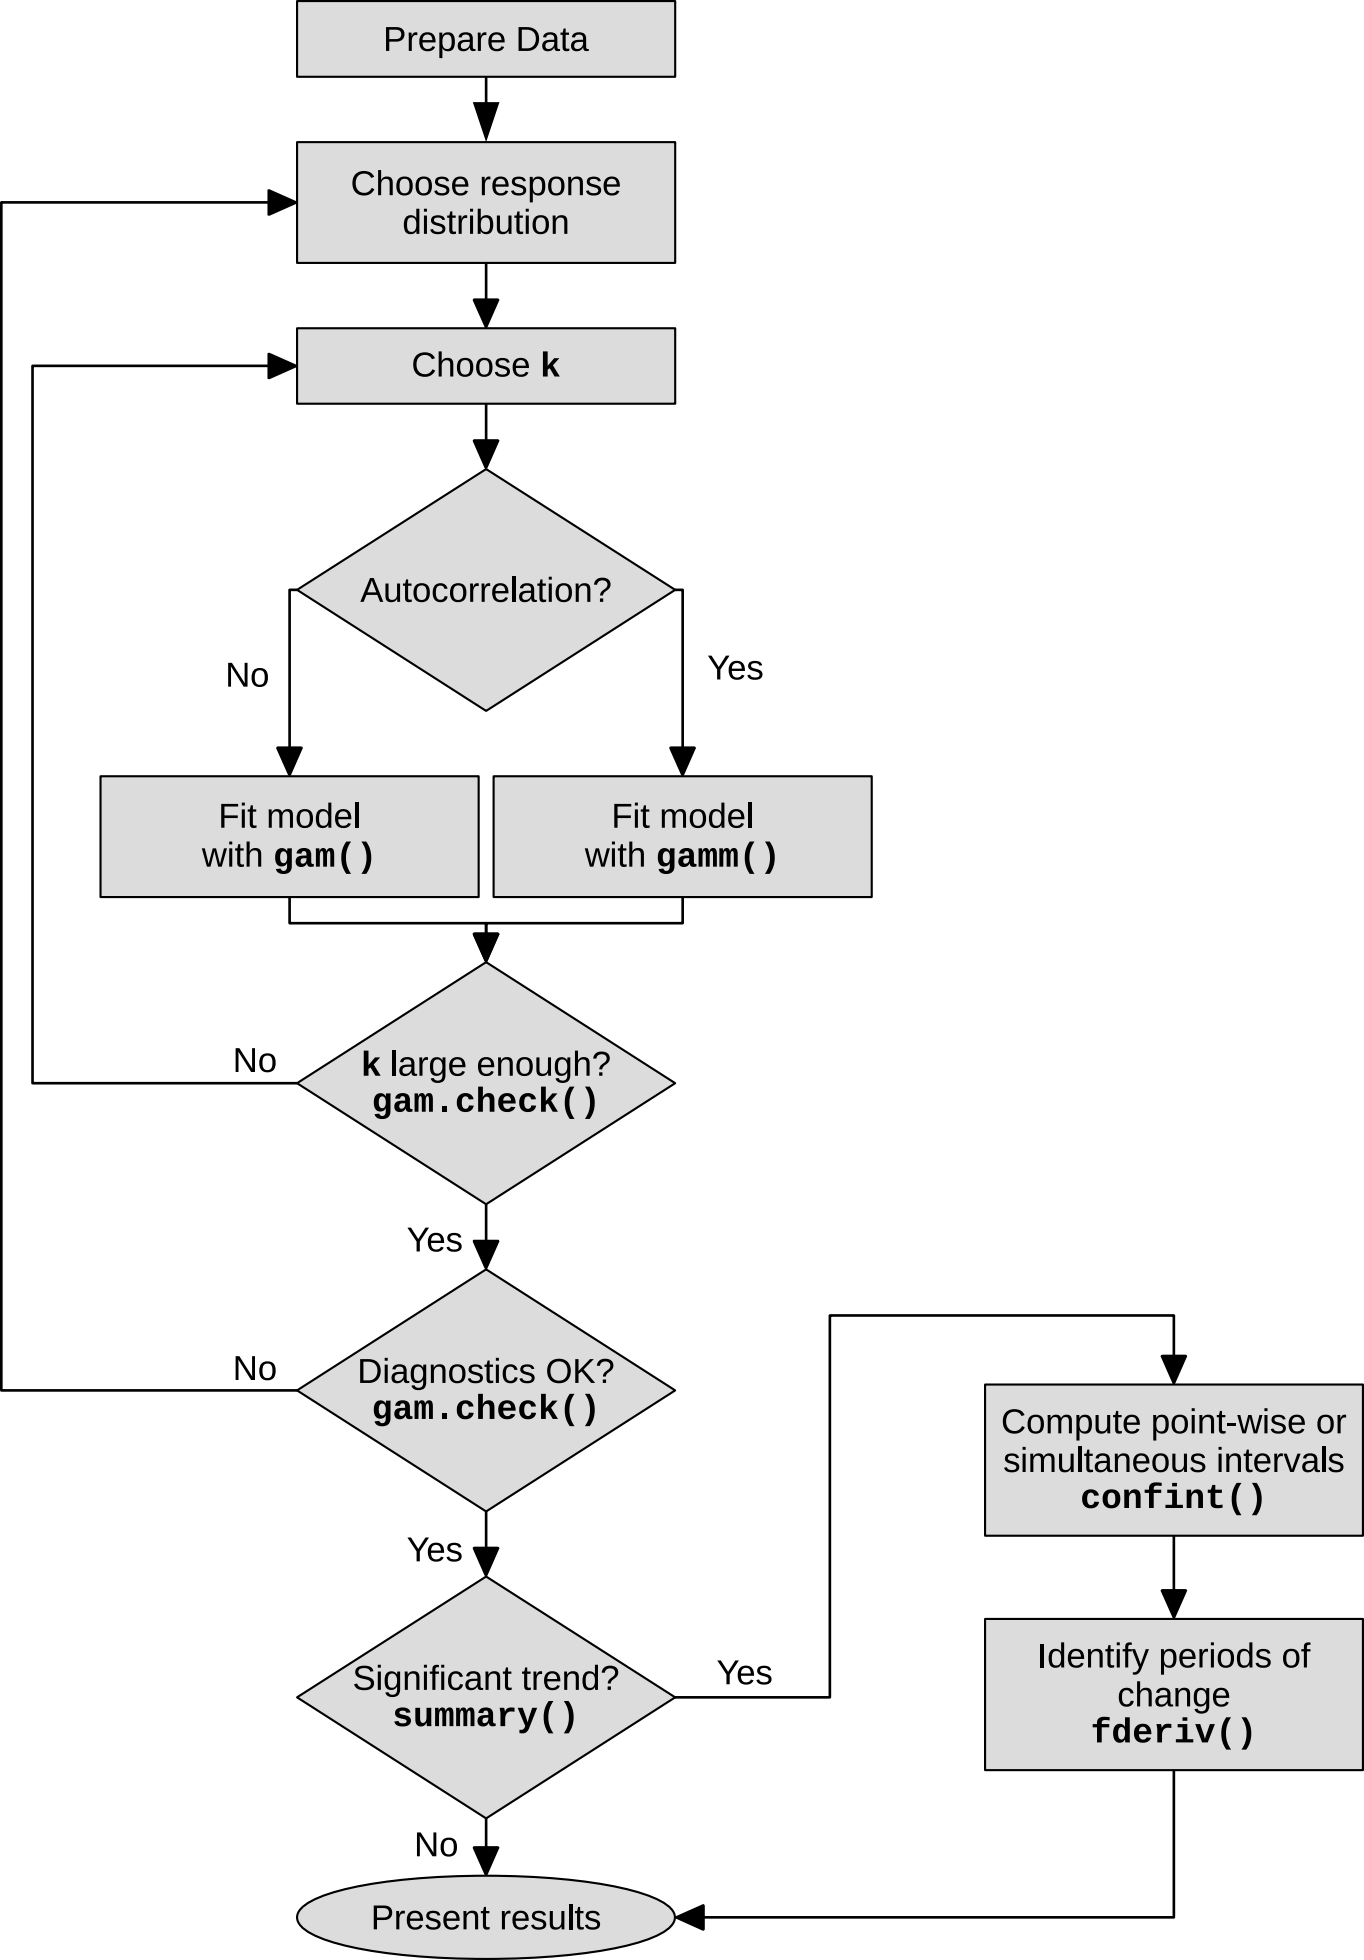 Prepare Data
Choose response
distribution
Choose k
Autocorrelation?
No
Yes
Fit model
with gam()
Fit model
with gamm()
No
k large enough?
gam.check()
Yes
No
Diagnostics OK?
gam.check()
Yes
Significant trend?
summary()
Yes
Compute point-wise or
simultaneous intervals
confint()
Identify periods of
change
fderiv()
No
Present results